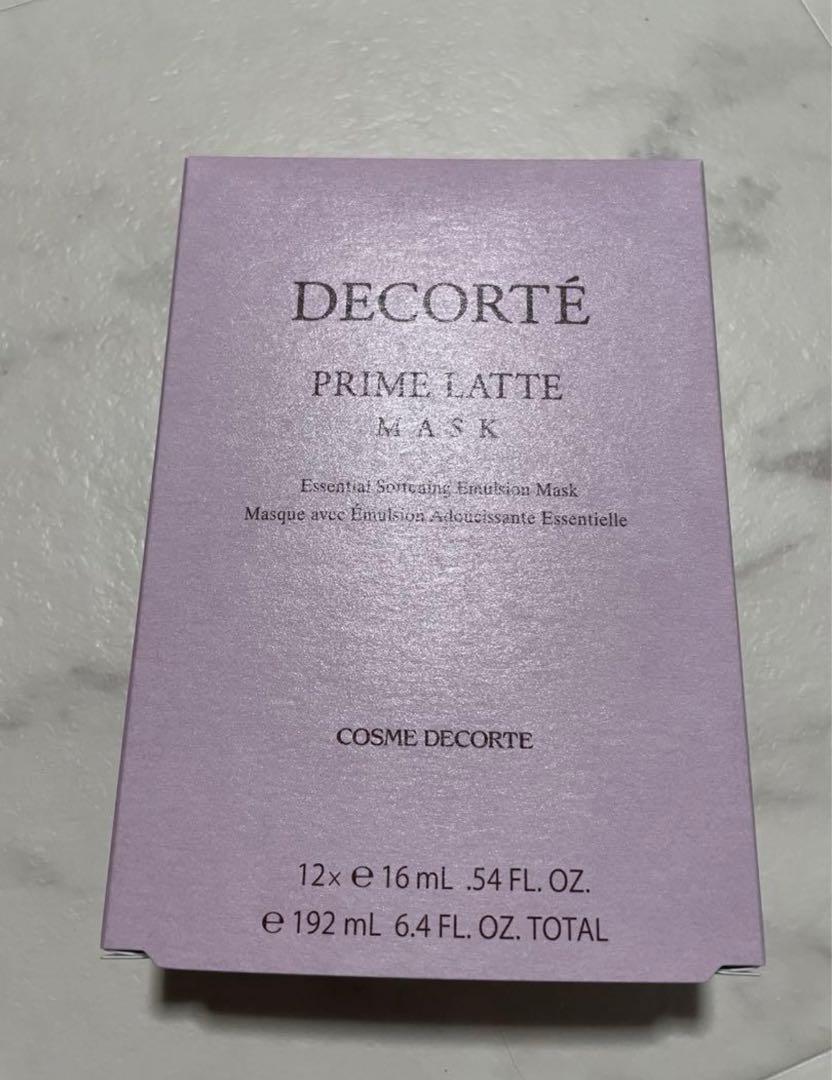 DECORTÉ
PRIME LATTE
MASK
Essential Softening Emulsion Mask
Masque avec Émulsion Adoucissante Essentielle
COSME DECORTE
12x ℮ 16 mL .54 FL. OZ.
℮ 192 mL 6.4 FL. OZ. TOTAL